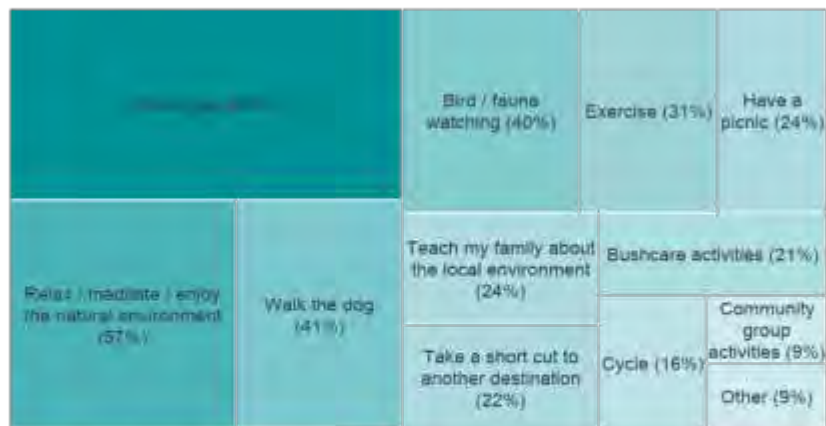 Bird / fauna
watching (40%)
Exercise (31%)
Have a
picnic (24%)
Relax / meditate / enjoy
the natural environment
(57%)
Walk the dog
(41%)
Teach my family about
the local environment
(24%)
Bushcare activities (21%)
Take a short cut to
another destination
(22%)
Cycle (16%)
Community
group
activities (9%)
Other (9%)